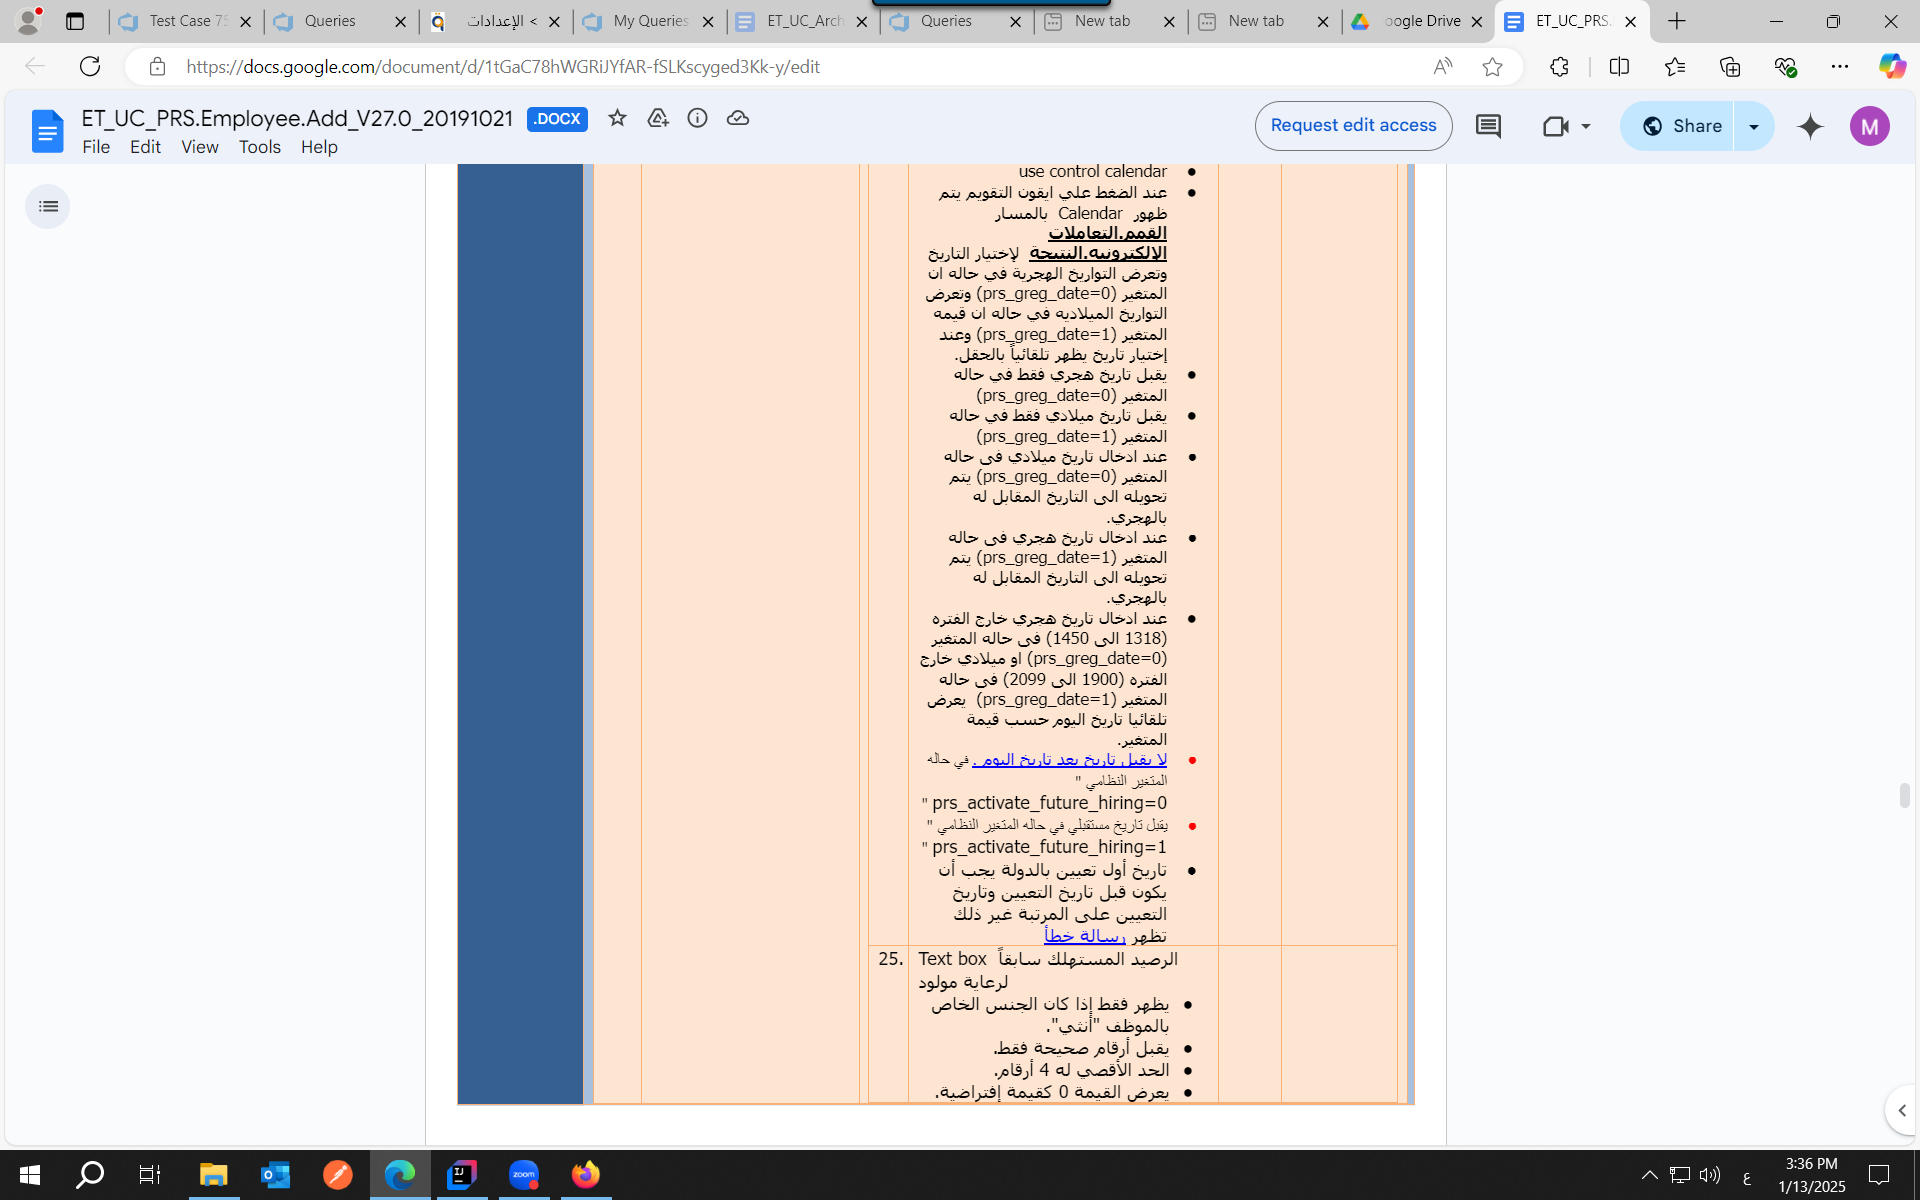 Test Case 75
Queries
الإعدادات >
My Queries
ET_UC_Arch
Queries
New tab
New tab
oogle Drive
ET_UC_PRS.
https://docs.google.com/document/d/1tGaC78hWGRiJYfAR-fSLKscyged3Kk-y/edit
ET_UC_PRS.Employee.Add_V27.0_20191021 .DOCX
Request edit access
Share
M
File Edit View Tools Help
use control calendar
عند الضغط علي ايقون التقويم يتم
ظهور Calendar بالمسار
القمم.التعاملات
الإلكترونيه.النتيجة لإختيار التاريخ
وتعرض التواريخ الهجرية في حاله ان
المتغير (prs_greg_date=0) وتعرض
التواريخ الميلاديه في حاله ان قيمه
المتغير (prs_greg_date=1) وعند
إختيار تاريخ يظهر تلقائياً بالحقل.
يقبل تاريخ هجري فقط في حاله
المتغير (prs_greg_date=0)
يقبل تاريخ ميلادي فقط في حاله
المتغير (prs_greg_date=1)
عند ادخال تاريخ ميلادي فى حاله
المتغير (prs_greg_date=0) يتم
تحويله الى التاريخ المقابل له
بالهجري.
عند ادخال تاريخ هجري فى حاله
المتغير (prs_greg_date=1) يتم
تحويله الى التاريخ المقابل له
بالهجري.
عند ادخال تاريخ هجري خارج الفتره
(1318 الى 1450) فى حاله المتغير
(prs_greg_date=0) او ميلادي خارج
الفتره (1900 الى 2099) فى حاله
المتغير (prs_greg_date=1) يعرض
تلقائيا تاريخ اليوم حسب قيمة
المتغير.
لا يقبل تاريخ بعد تاريخ اليوم . في حاله
المتغير النظامي "
prs_activate_future_hiring=0 "
يقبل تاريخ مستقبلي في حاله المتغير النظامي "
prs_activate_future_hiring=1 "
تاريخ أول تعيين بالدولة يجب أن
يكون قبل تاريخ التعيين وتاريخ
التعيين على المرتبة غير ذلك
تظهر رسالة خطأ
25. Text box الرصيد المستهلك سابقاً
لرعاية مولود
يظهر فقط إذا كان الجنس الخاص
بالموظف "أنثي".
يقبل أرقام صحيحة فقط.
الحد الأقصي له 4 أرقام.
يعرض القيمة 0 كقيمة إفتراضية.
zoom
ع
3:36 PM
1/13/2025